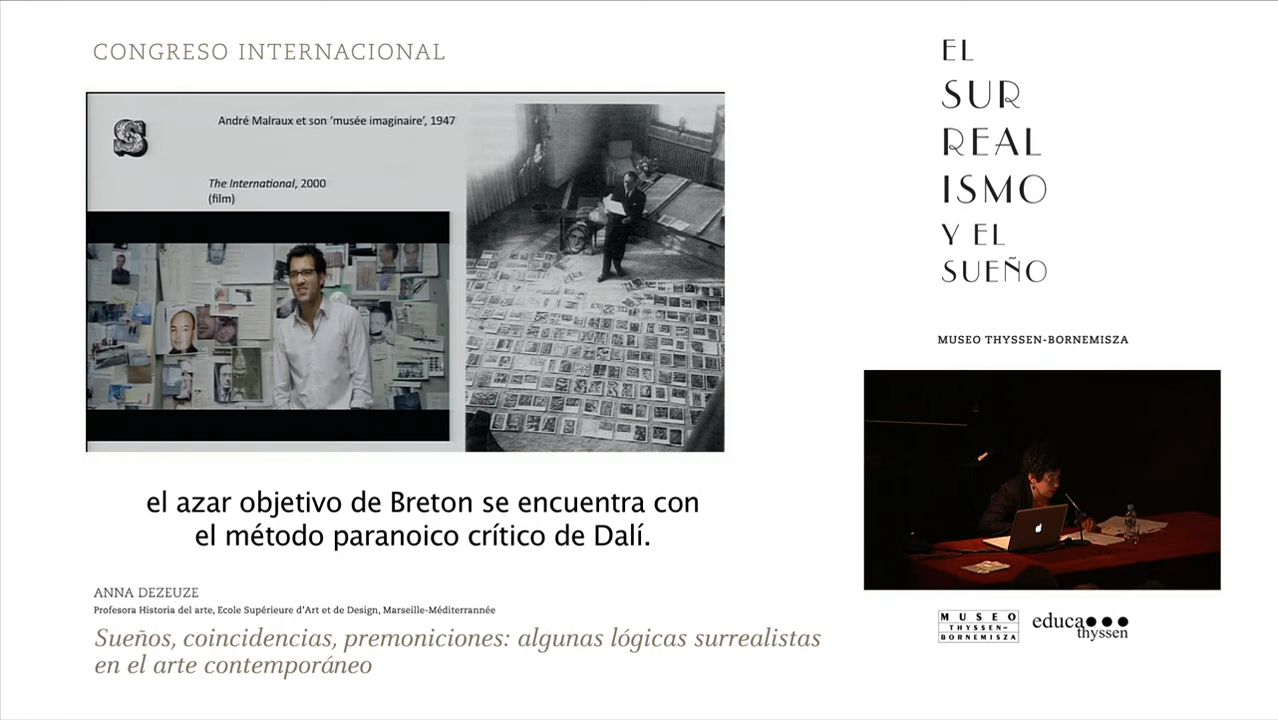 CONGRESO INTERNACIONAL
S
André Malraux et son ‘musée imaginaire’, 1947
The International, 2000
(film)
el azar objetivo de Breton se encuentra con
el método paranoico crítico de Dalí.
ANNA DEZEUZE
Profesora Historia del arte, Ecole Supérieure d’Art et de Design, Marseille-Méditerrannée
Sueños, coincidencias, premoniciones: algunas lógicas surrealistas
en el arte contemporáneo
EL
SUR
REAL
ISMO
Y EL
SUEÑO
MUSEO THYSSEN-BORNEMISZA
MUSEO
THYSSEN-
BORNEMISZA
educa
thyssen